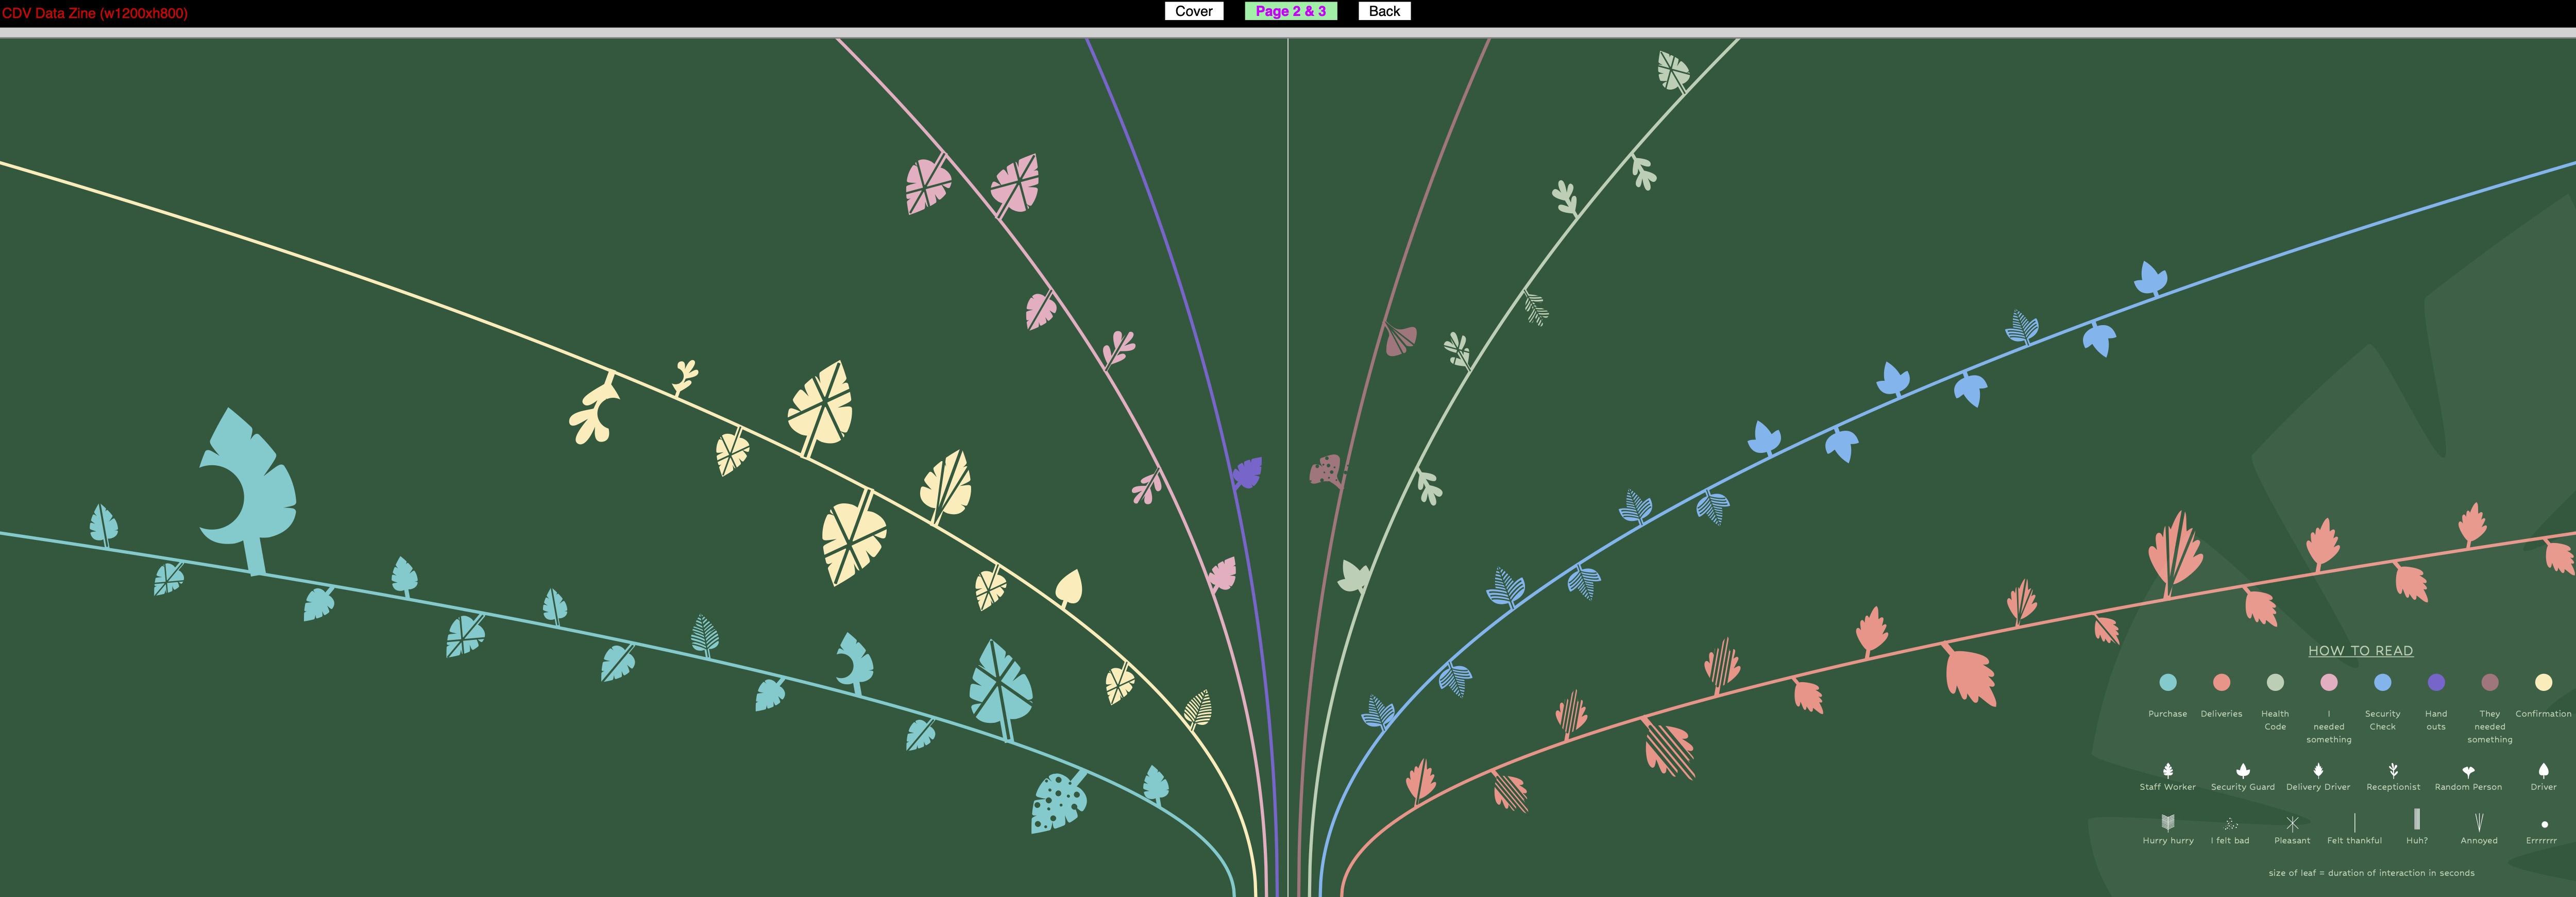 CDV Data Zine (w1200xh800)
Cover
Page 2 & 3
Back
HOW TO READ
Purchase
Deliveries
Health
Code
I
needed
something
Security
Check
Hand
outs
They
needed
something
Confirmation
Staff Worker
Security Guard
Delivery Driver
Receptionist
Random Person
Driver
Hurry hurry
I felt bad
Pleasant
Felt thankful
Huh?
Annoyed
Errrrrrr
size of leaf = duration of interaction in seconds